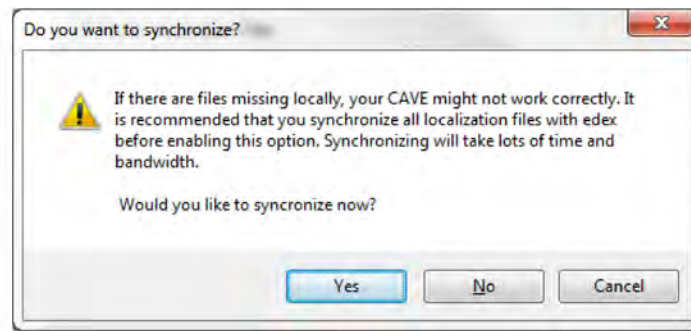 Do you want to synchronize?
If there are files missing locally, your CAVE might not work correctly. It
is recommended that you synchronize all localization files with edex
before enabling this option. Synchronizing will take lots of time and
bandwidth.
Would you like to syncronize now?
Yes No Cancel